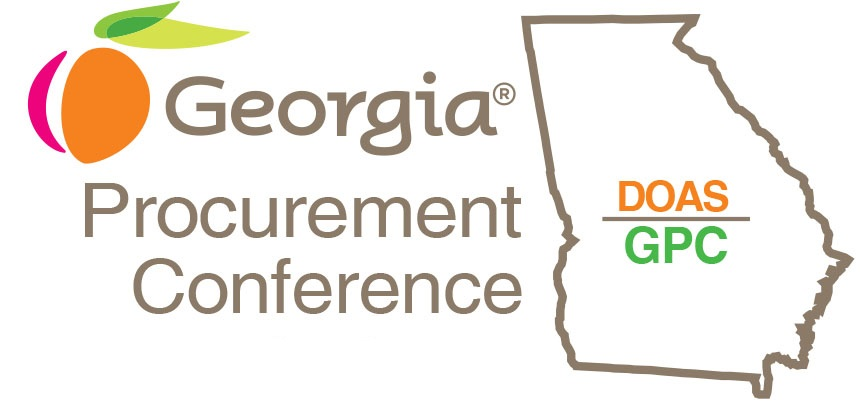 Georgia®
Procurement
Conference
DOAS
GPC